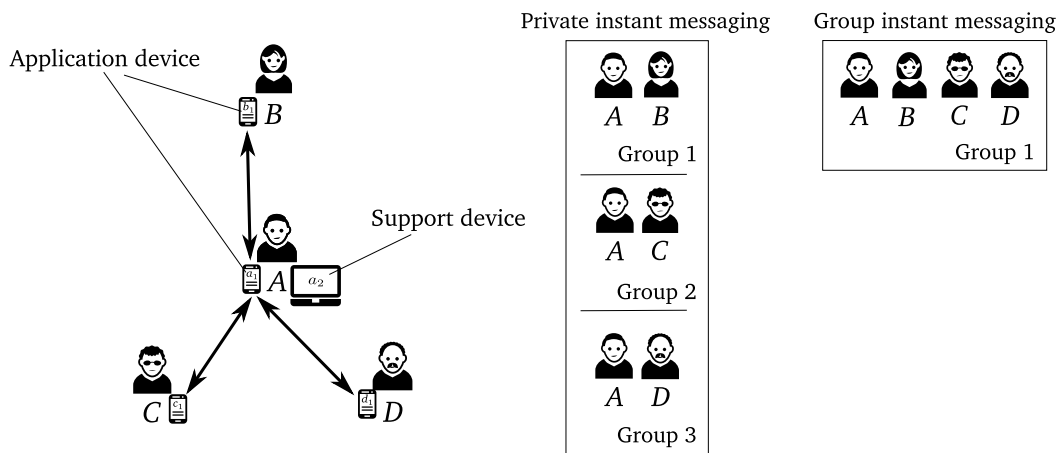 Application device
b1
B
Support device
a1
A
a2
C
c1
d1
D
Private instant messaging
A B
Group 1
A C
Group 2
A D
Group 3
Group instant messaging
A B C D
Group 1